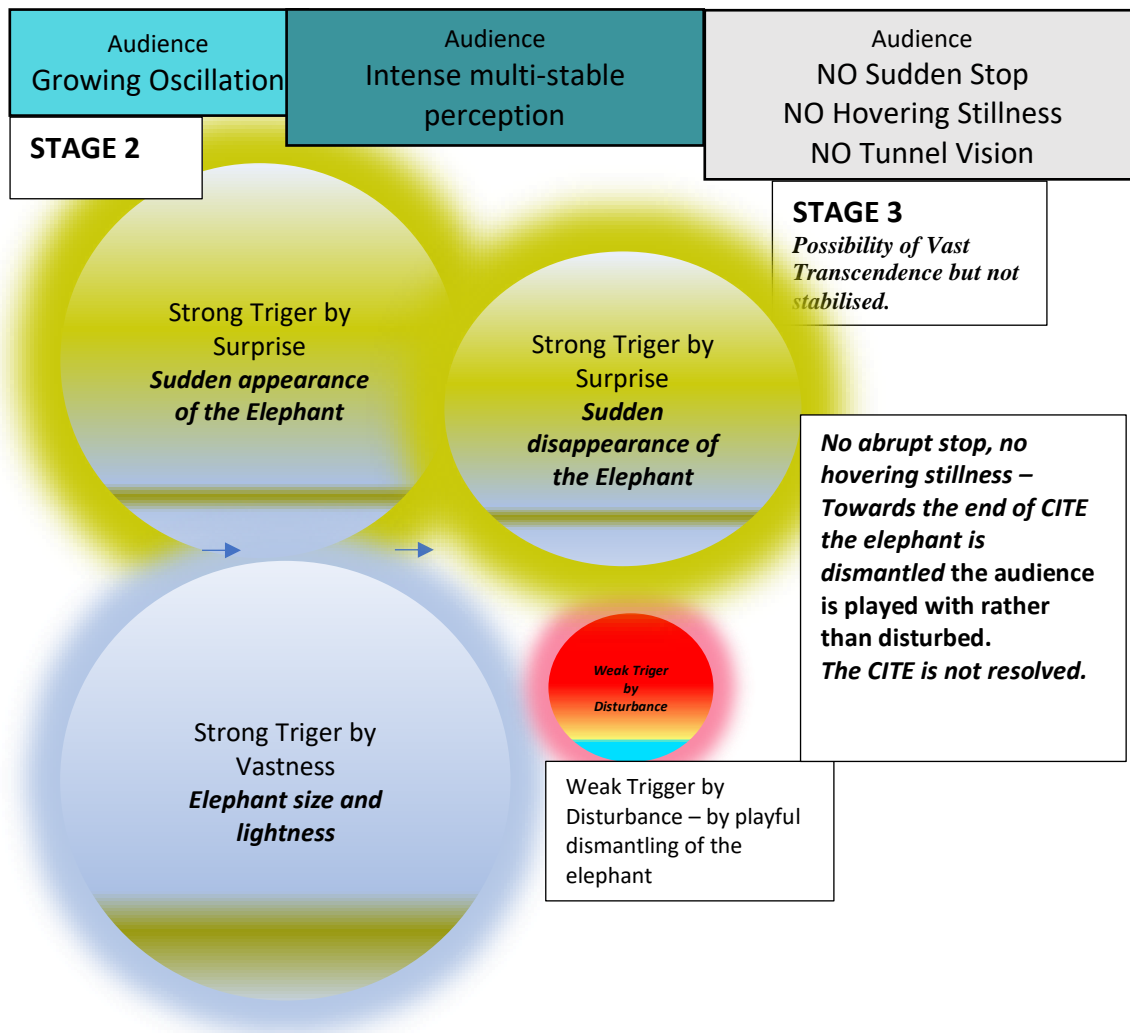 Audience
Growing Oscillation
Audience
Intense multi-stable
perception
Audience
NO Sudden Stop
NO Hovering Stillness
NO Tunnel Vision
STAGE 2
STAGE 3
Possibility of Vast
Transcendence but not
stabilised.
Strong Triger by
Surprise
Sudden appearance
of the Elephant
Strong Triger by
Surprise
Sudden
disappearance of
the Elephant
No abrupt stop, no
hovering stillness –
Towards the end of CITE
the elephant is
dismantled the audience
is played with rather
than disturbed.
The CITE is not resolved.
Strong Triger by
Vastness
Elephant size and
lightness
Weak Triger
by
Disturbance
Weak Trigger by
Disturbance – by playful
dismantling of the
elephant